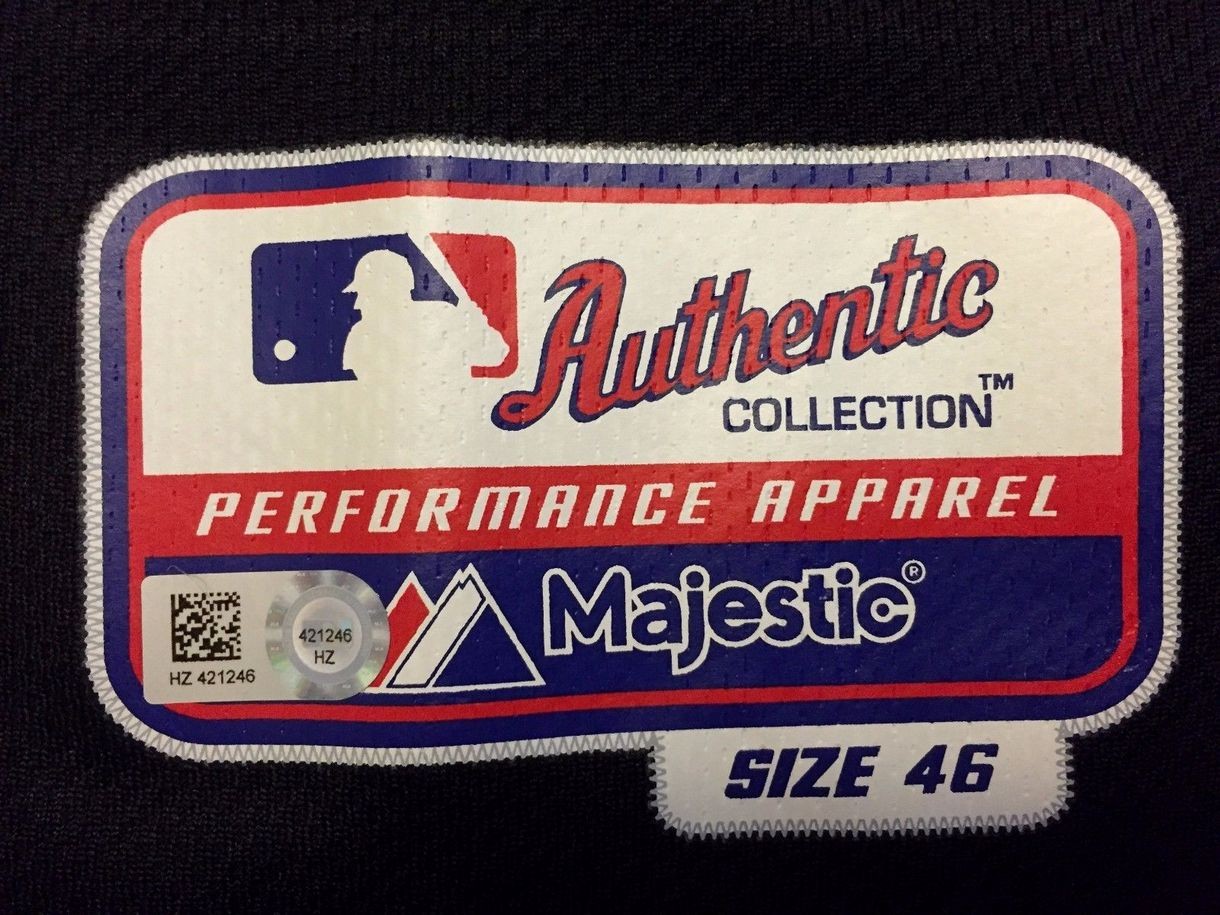 Authentic
COLLECTION™
PERFORMANCE APPAREL
Majestic®
421246
HZ
HZ 421246
SIZE 46